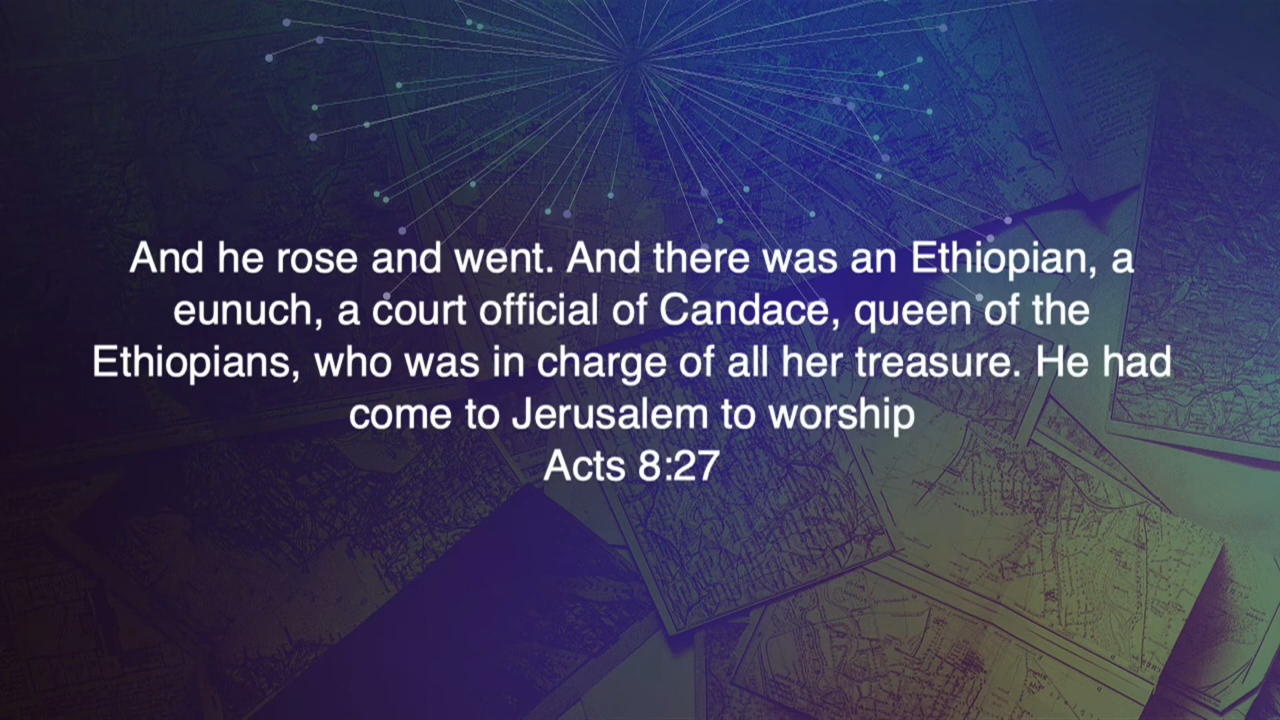 And he rose and went. And there was an Ethiopian, a
eunuch, a court official of Candace, queen of the
Ethiopians, who was in charge of all her treasure. He had
come to Jerusalem to worship
Acts 8:27